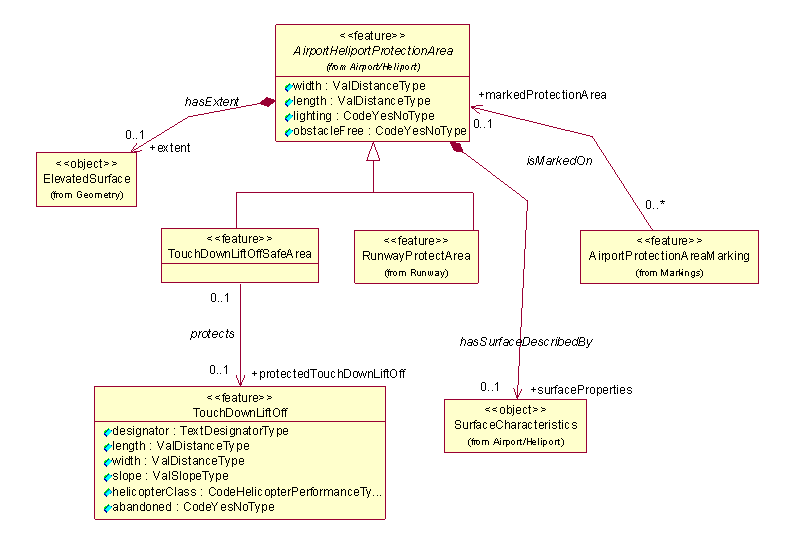 <<feature>>
AirportHeliportProtectionArea
(from Airport/Heliport)
width : ValDistanceType
length : ValDistanceType
lighting : CodeYesNoType
obstacleFree : CodeYesNoType
hasExtent
0..1
+extent
<<object>>
ElevatedSurface
(from Geometry)
+markedProtectionArea
0..1
isMarkedOn
0..*
<<feature>>
TouchDownLiftOffSafeArea
<<feature>>
RunwayProtectArea
(from Runway)
<<feature>>
AirportProtectionAreaMarking
(from Markings)
0..1
protects
0..1
+protectedTouchDownLiftOff
hasSurfaceDescribedBy
0..1
+surfaceProperties
<<feature>>
TouchDownLiftOff
designator : TextDesignatorType
length : ValDistanceType
width : ValDistanceType
slope : ValSlopeType
helicopterClass : CodeHelicopterPerformanceTy...
abandoned : CodeYesNoType
<<object>>
SurfaceCharacteristics
(from Airport/Heliport)